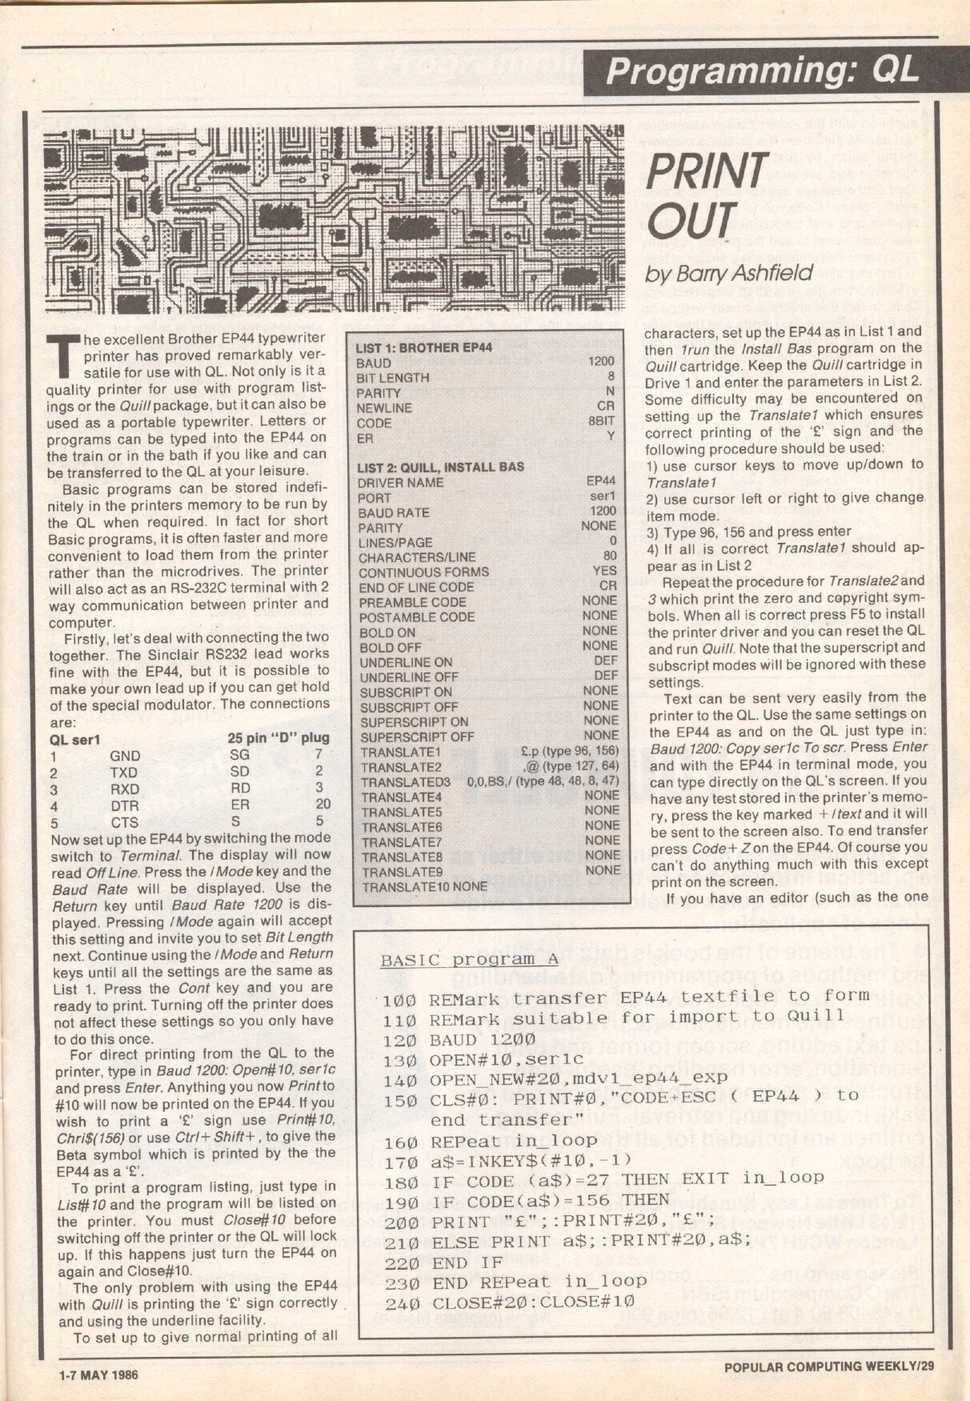 Programming: QL
PRINT
OUT
by Barry Ashfield
The excellent Brother EP44 typewriter
printer has proved remarkably ver-
satile for use with QL. Not only is it a
quality printer for use with program list-
ings or the Quill package, but it can also be
used as a portable typewriter. Letters or
programs can be typed into the EP44 on
the train or in the bath if you like and can
be transferred to the QL at your leisure.
Basic programs can be stored indefi-
nitely in the printers memory to be run by
the QL when required. In fact for short
Basic programs, it is often faster and more
convenient to load them from the printer
rather than the microdrives. The printer
will also act as an RS-232C terminal with 2
way communication between printer and
computer.
Firstly, let's deal with connecting the two
together. The Sinclair RS232 lead works
fine with the EP44, but it is possible to
make your own lead up if you can get hold
of the special modulator. The connections
are:
QL ser1 25 pin "D" plug
1 GND SG 7
2 TXD SD 2
3 RXD RD 3
4 DTR ER 20
5 CTS S 5
Now set up the EP44 by switching the mode
switch to Terminal. The display will now
read Off Line. Press the /Mode key and the
Baud Rate will be displayed. Use the
Return key until Baud Rate 1200 is dis-
played. Pressing /Mode again will accept
this setting and invite you to set Bit Length
next. Continue using the /Mode and Return
keys until all the settings are the same as
List 1. Press the Cont key and you are
ready to print. Turning off the printer does
not affect these settings so you only have
to do this once.
For direct printing from the QL to the
printer, type in Baud 1200: Open#10, ser1c
and press Enter. Anything you now Print to
#10 will now be printed on the EP44. If you
wish to print a '£' sign use Print#10,
Chri$(156) or use Ctrl+Shift+, to give the
Beta symbol which is printed by the the
EP44 as a '£'.
To print a program listing, just type in
List#10 and the program will be listed on
the printer. You must Close#10 before
switching off the printer or the QL will lock
up. If this happens just turn the EP44 on
again and Close#10.
The only problem with using the EP44
with Quill is printing the '£' sign correctly
and using the underline facility.
To set up to give normal printing of all
LIST 1: BROTHER EP44
BAUD 1200
BIT LENGTH 8
PARITY N
NEWLINE CR
CODE 8BIT
ER Y
LIST 2: QUILL, INSTALL BAS
DRIVER NAME EP44
PORT ser1
BAUD RATE 1200
PARITY NONE
LINES/PAGE 0
CHARACTERS/LINE 80
CONTINUOUS FORMS YES
END OF LINE CODE CR
PREAMBLE CODE NONE
POSTAMBLE CODE NONE
BOLD ON NONE
BOLD OFF NONE
UNDERLINE ON DEF
UNDERLINE OFF DEF
SUBSCRIPT ON NONE
SUBSCRIPT OFF NONE
SUPERSCRIPT ON NONE
SUPERSCRIPT OFF NONE
TRANSLATE1 £.p (type 96, 156)
TRANSLATE2 ,@ (type 127, 64)
TRANSLATED3 0,0,BS,/ (type 48, 48, 8, 47)
TRANSLATE4 NONE
TRANSLATE5 NONE
TRANSLATE6 NONE
TRANSLATE7 NONE
TRANSLATE8 NONE
TRANSLATE9 NONE
TRANSLATE10 NONE
characters, set up the EP44 as in List 1 and
then 1run the Install Bas program on the
Quill cartridge. Keep the Quill cartridge in
Drive 1 and enter the parameters in List 2.
Some difficulty may be encountered on
setting up the Translate1 which ensures
correct printing of the '£' sign and the
following procedure should be used:
1) use cursor keys to move up/down to
Translate1
2) use cursor left or right to give change
item mode.
3) Type 96, 156 and press enter
4) If all is correct Translate1 should ap-
pear as in List 2
Repeat the procedure for Translate2 and
3 which print the zero and copyright sym-
bols. When all is correct press F5 to install
the printer driver and you can reset the QL
and run Quill. Note that the superscript and
subscript modes will be ignored with these
settings.
Text can be sent very easily from the
printer to the QL. Use the same settings on
the EP44 as and on the QL just type in:
Baud 1200: Copy ser1c To scr. Press Enter
and with the EP44 in terminal mode, you
can type directly on the QL's screen. If you
have any test stored in the printer's memo-
ry, press the key marked +/text and it will
be sent to the screen also. To end transfer
press Code+Z on the EP44. Of course you
can't do anything much with this except
print on the screen.
If you have an editor (such as the one
BASIC program A
100 REMark transfer EP44 textfile to form
110 REMark suitable for import to Quill
120 BAUD 1200
130 OPEN#10,ser1c
140 OPEN_NEW#20,mdv1_ep44_exp
150 CLS#0: PRINT#0,"CODE+ESC ( EP44 ) to
end transfer"
160 REPeat in_loop
170 a$=INKEY$(#10,-1)
180 IF CODE (a$)=27 THEN EXIT in_loop
190 IF CODE(a$)=156 THEN
200 PRINT "£";:PRINT#20,"£";
210 ELSE PRINT a$;:PRINT#20,a$;
220 END IF
230 END REPeat in_loop
240 CLOSE#20:CLOSE#10
1-7 MAY 1986
POPULAR COMPUTING WEEKLY/29